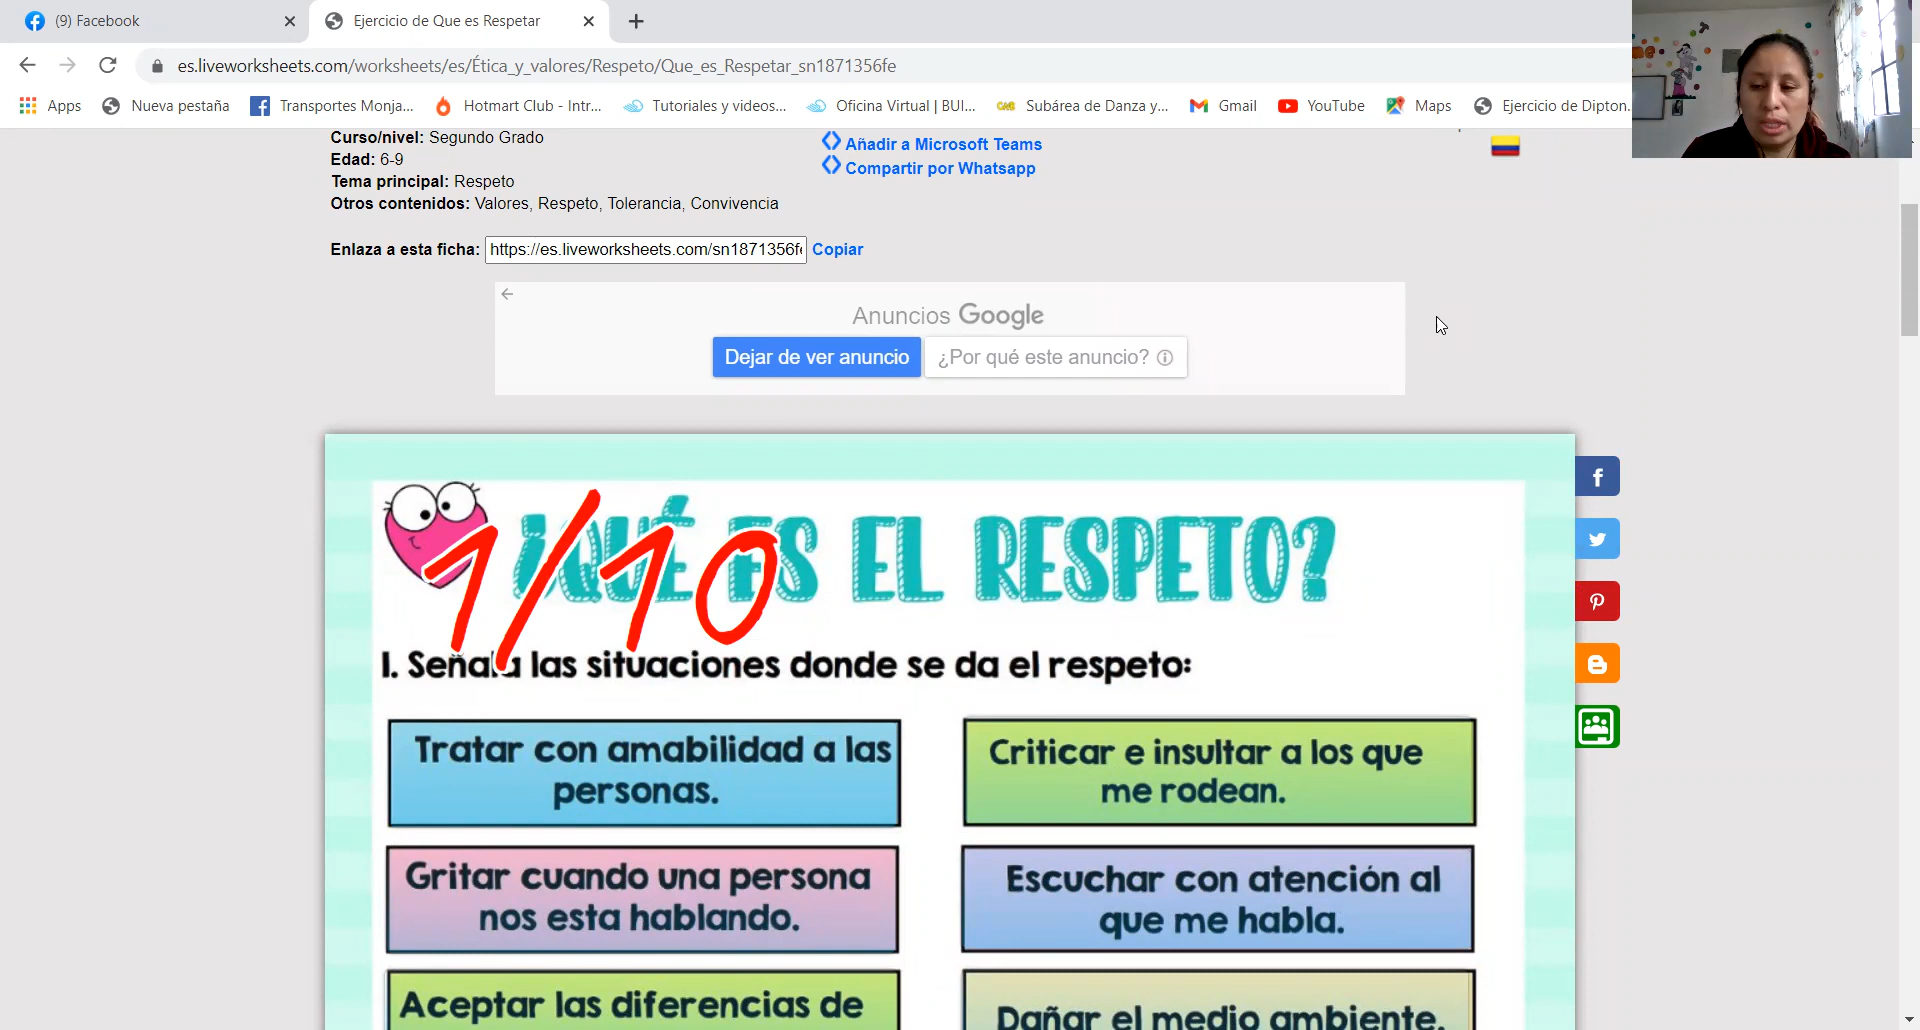 (9) Facebook
Ejercicio de Que es Respetar
es.liveworksheets.com/worksheets/es/Ética_y_valores/Respeto/Que_es_Respetar_sn1871356fe
Apps
Nueva pestaña
Transportes Monja...
Hotmart Club - Intr...
Tutoriales y videos...
Oficina Virtual | BUI...
Subárea de Danza y...
Gmail
YouTube
Maps
Ejercicio de Dipton.
Curso/nivel: Segundo Grado
Edad: 6-9
Tema principal: Respeto
Otros contenidos: Valores, Respeto, Tolerancia, Convivencia
Añadir a Microsoft Teams
Compartir por Whatsapp
Enlaza a esta ficha: https://es.liveworksheets.com/sn1871356fe Copiar
Anuncios Google
Dejar de ver anuncio
¿Por qué este anuncio?
¿QUÉ ES EL RESPETO?
1/10
I. Señala las situaciones donde se da el respeto:
Tratar con amabilidad a las
personas.
Criticar e insultar a los que
me rodean.
Gritar cuando una persona
nos esta hablando.
Escuchar con atención al
que me habla.
Aceptar las diferencias de
Dañar el medio ambiente.